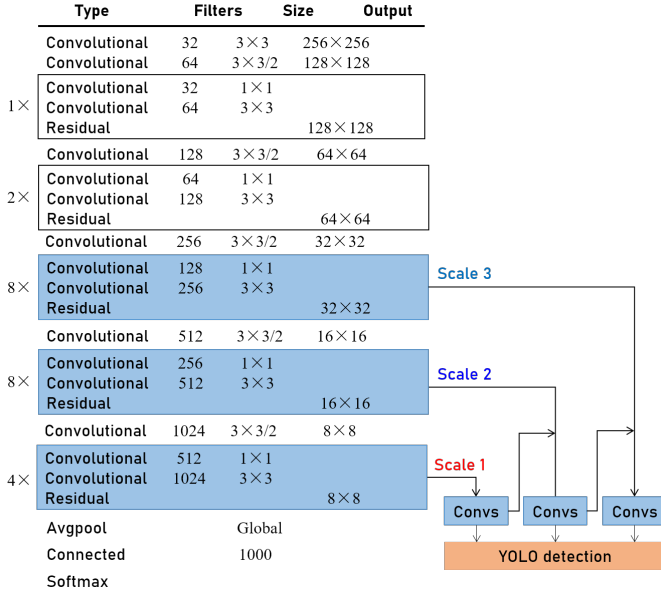 Type Filters Size Output
Convolutional 32 3×3 256×256
Convolutional 64 3×3/2 128×128
1×
Convolutional 32 1×1
Convolutional 64 3×3
Residual 128×128
Convolutional 128 3×3/2 64×64
2×
Convolutional 64 1×1
Convolutional 128 3×3
Residual 64×64
Convolutional 256 3×3/2 32×32
8×
Convolutional 128 1×1
Convolutional 256 3×3
Residual 32×32
Scale 3
Convolutional 512 3×3/2 16×16
8×
Convolutional 256 1×1
Convolutional 512 3×3
Residual 16×16
Scale 2
Convolutional 1024 3×3/2 8×8
4×
Convolutional 512 1×1
Convolutional 1024 3×3
Residual 8×8
Scale 1
Convs Convs Convs
YOLO detection
Avgpool Global
Connected 1000
Softmax